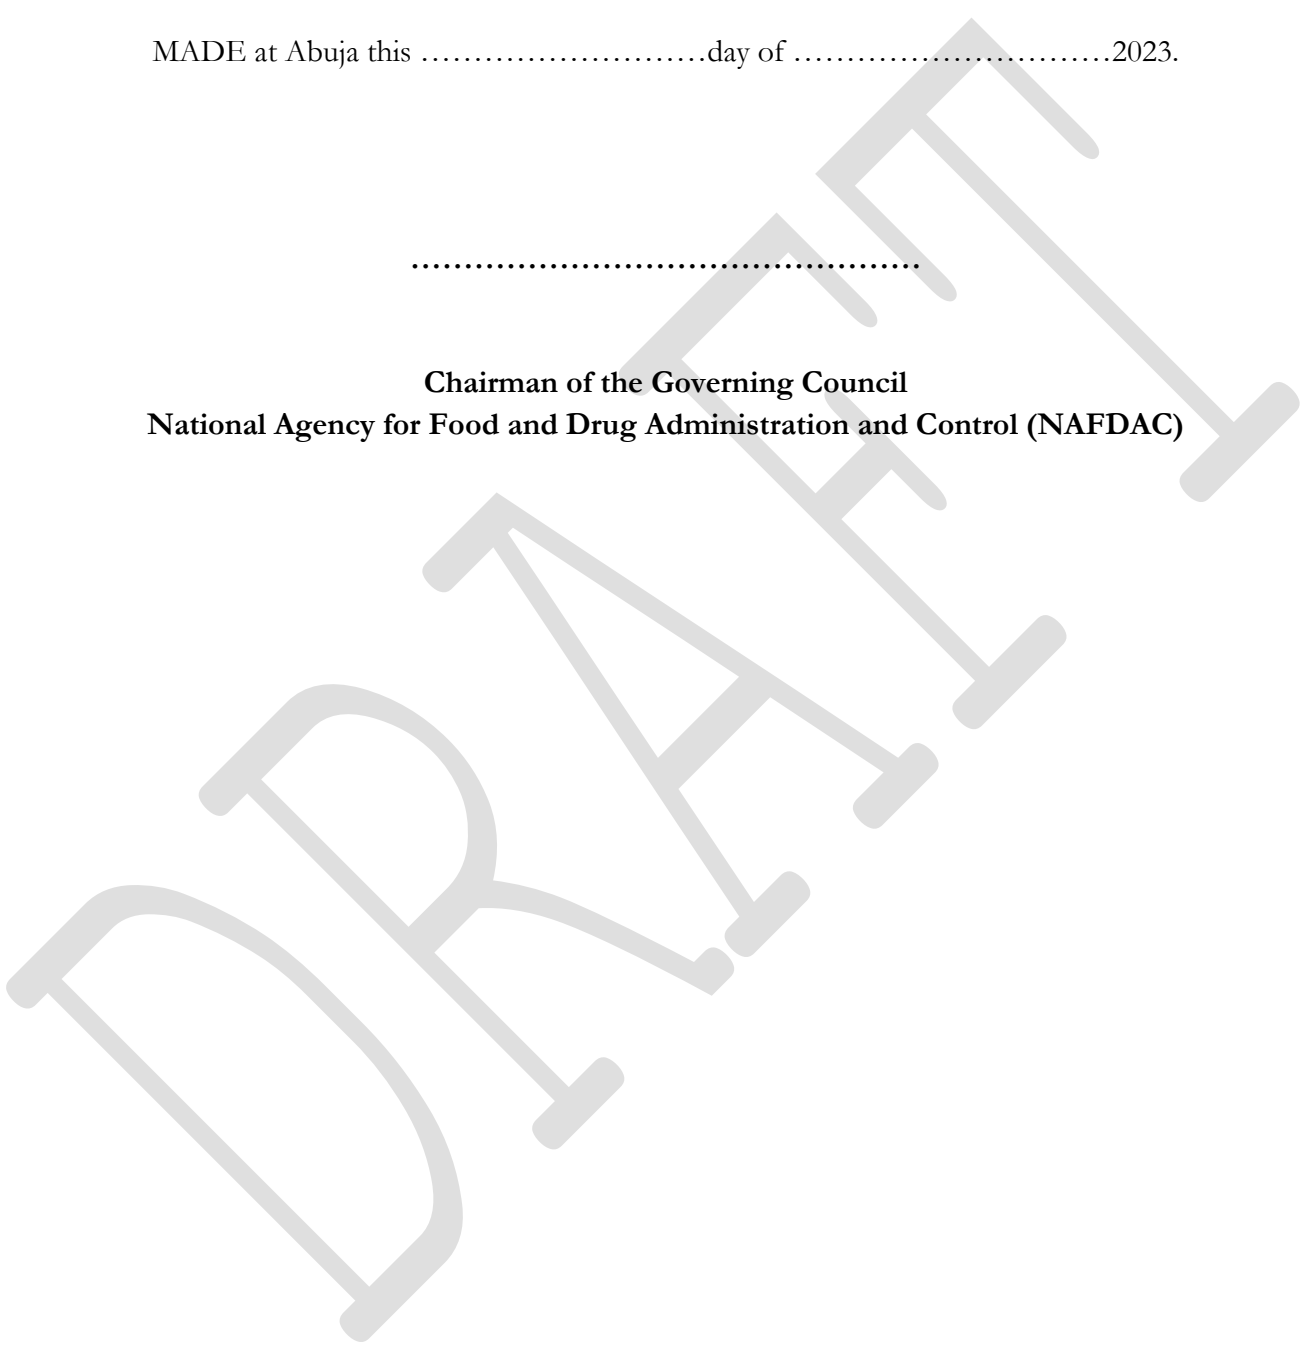 MADE at Abuja this ………………………day of …………………………2023.
…………………………………………
Chairman of the Governing Council
National Agency for Food and Drug Administration and Control (NAFDAC)
DRAFT